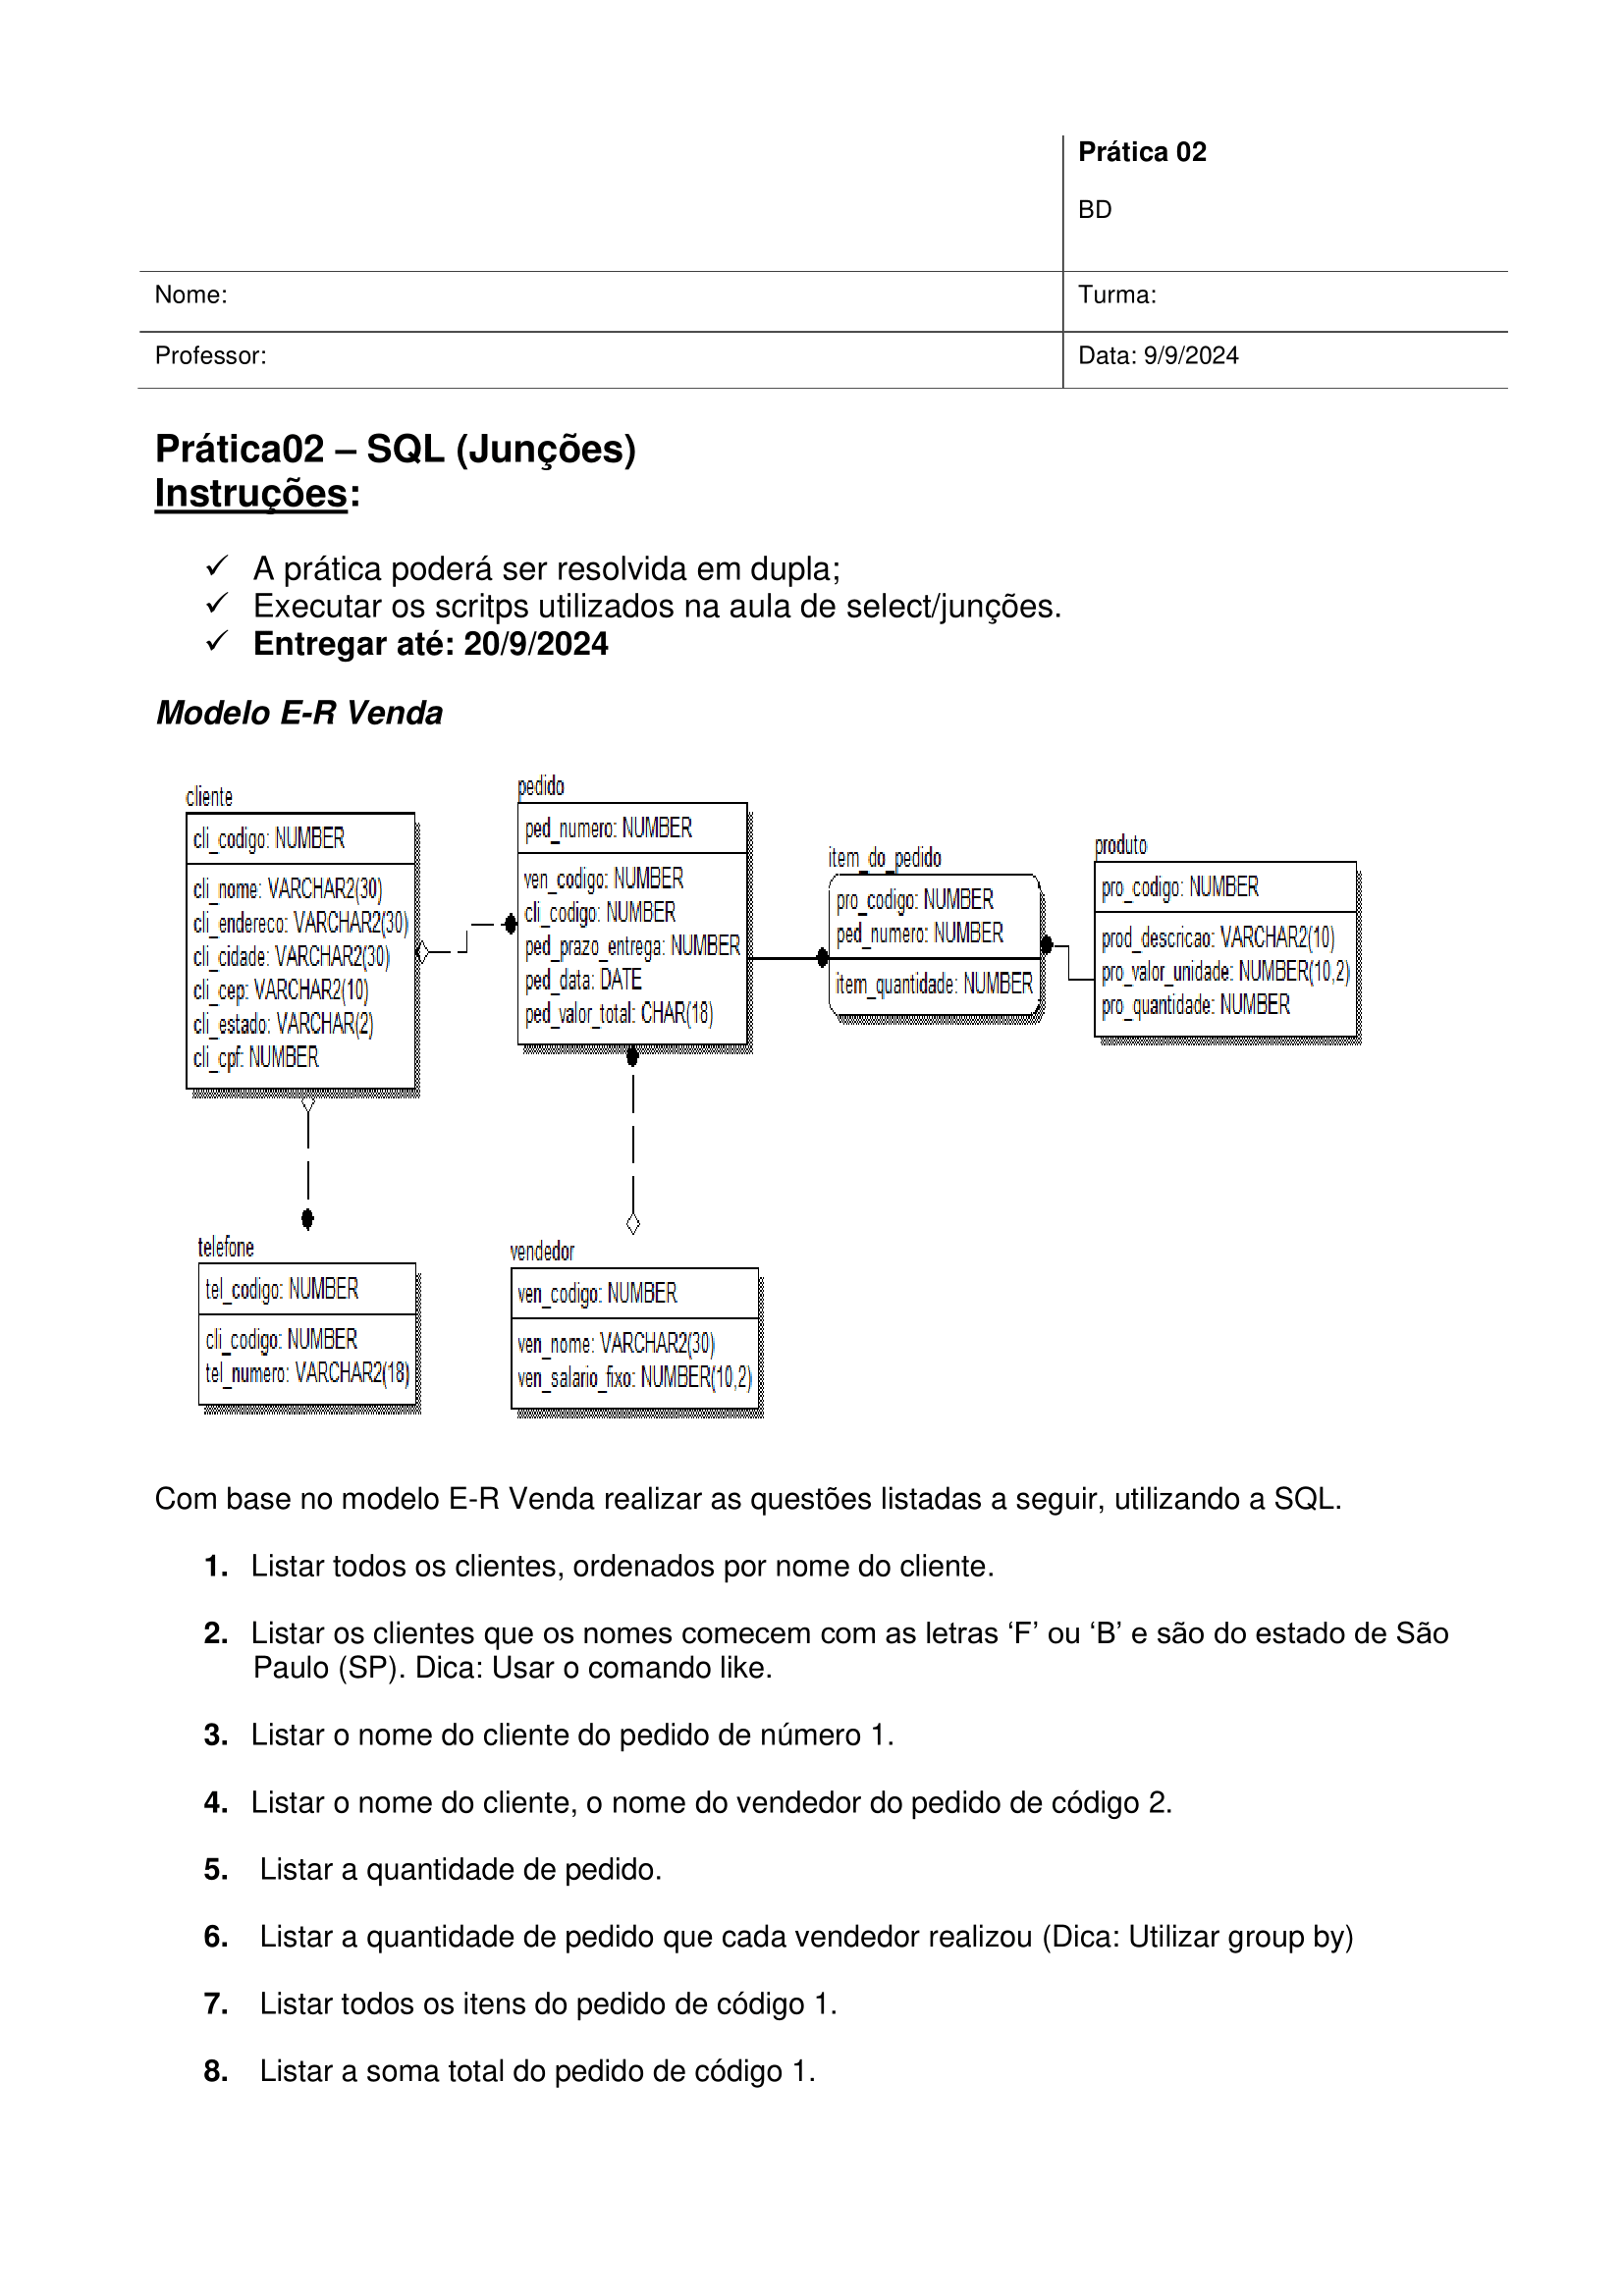 Prática 02
BD
Nome:
Turma:
Professor:
Data: 9/9/2024
Prática02 – SQL (Junções)
Instruções:
✓ A prática poderá ser resolvida em dupla;
✓ Executar os scritps utilizados na aula de select/junções.
✓ Entregar até: 20/9/2024
Modelo E-R Venda
cliente
cli_codigo: NUMBER
cli_nome: VARCHAR2(30)
cli_endereco: VARCHAR2(30)
cli_cidade: VARCHAR2(30)
cli_cep: VARCHAR2(10)
cli_estado: VARCHAR(2)
cli_cpf: NUMBER
pedido
ped_numero: NUMBER
ven_codigo: NUMBER
cli_codigo: NUMBER
ped_prazo_entrega: NUMBER
ped_data: DATE
ped_valor_total: CHAR(18)
item_do_pedido
pro_codigo: NUMBER
ped_numero: NUMBER
item_quantidade: NUMBER
produto
pro_codigo: NUMBER
prod_descricao: VARCHAR2(10)
pro_valor_unidade: NUMBER(10,2)
pro_quantidade: NUMBER
telefone
tel_codigo: NUMBER
cli_codigo: NUMBER
tel_numero: VARCHAR2(18)
vendedor
ven_codigo: NUMBER
ven_nome: VARCHAR2(30)
ven_salario_fixo: NUMBER(10,2)
Com base no modelo E-R Venda realizar as questões listadas a seguir, utilizando a SQL.
1. Listar todos os clientes, ordenados por nome do cliente.
2. Listar os clientes que os nomes comecem com as letras ‘F’ ou ‘B’ e são do estado de São
Paulo (SP). Dica: Usar o comando like.
3. Listar o nome do cliente do pedido de número 1.
4. Listar o nome do cliente, o nome do vendedor do pedido de código 2.
5. Listar a quantidade de pedido.
6. Listar a quantidade de pedido que cada vendedor realizou (Dica: Utilizar group by)
7. Listar todos os itens do pedido de código 1.
8. Listar a soma total do pedido de código 1.